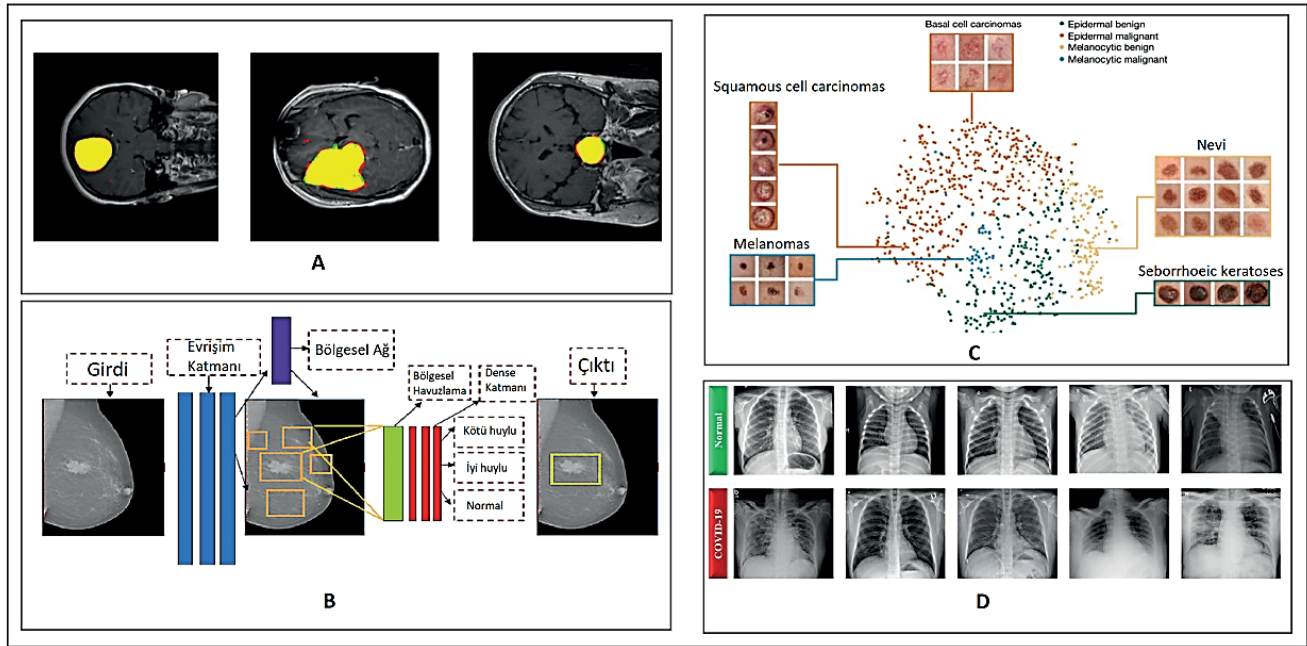 A
Girdi
Evrişim
Katmanı
Bölgesel Ağ
Bölgesel
Havuzlama
Dense
Katmanı
Kötü huylu
İyi huylu
Normal
Çıktı
B
Basal cell carcinomas
Epidermal benign
Epidermal malignant
Melanocytic benign
Melanocytic malignant
Squamous cell carcinomas
Nevi
Melanomas
Seborrhoeic keratoses
C
Normal
COVID-19
D